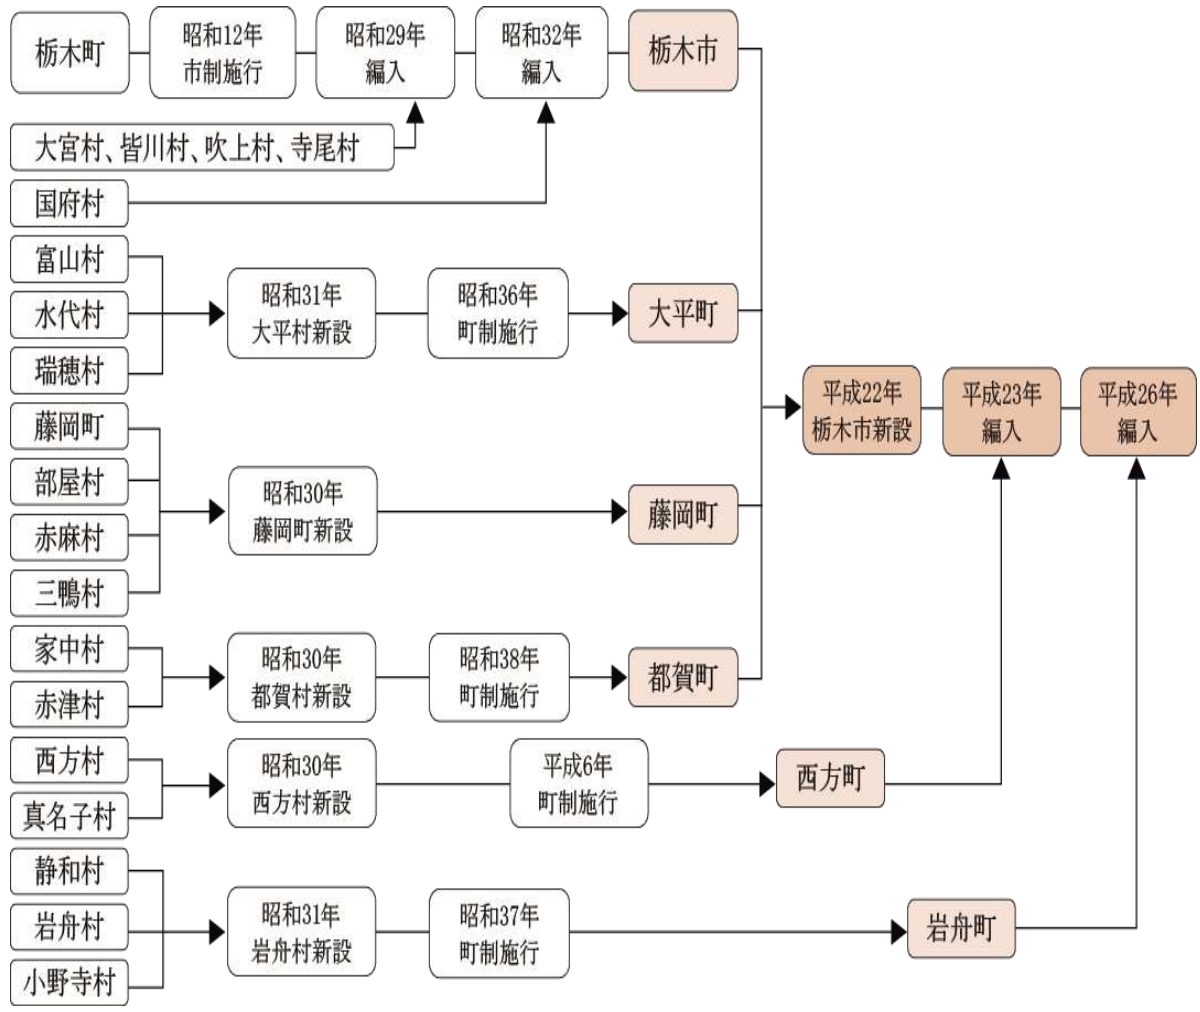 栃木町
昭和12年
市制施行
昭和29年
編入
昭和32年
編入
栃木市
大宮村、皆川村、吹上村、寺尾村
国府村
富山村
水代村
瑞穂村
昭和31年
大平村新設
昭和36年
町制施行
大平町
藤岡町
部屋村
赤麻村
三鴨村
昭和30年
藤岡町新設
藤岡町
家中村
赤津村
昭和30年
都賀村新設
昭和38年
町制施行
都賀町
平成22年
栃木市新設
平成23年
編入
平成26年
編入
西方村
真名子村
昭和30年
西方村新設
平成6年
町制施行
西方町
静和村
岩舟村
小野寺村
昭和31年
岩舟村新設
昭和37年
町制施行
岩舟町